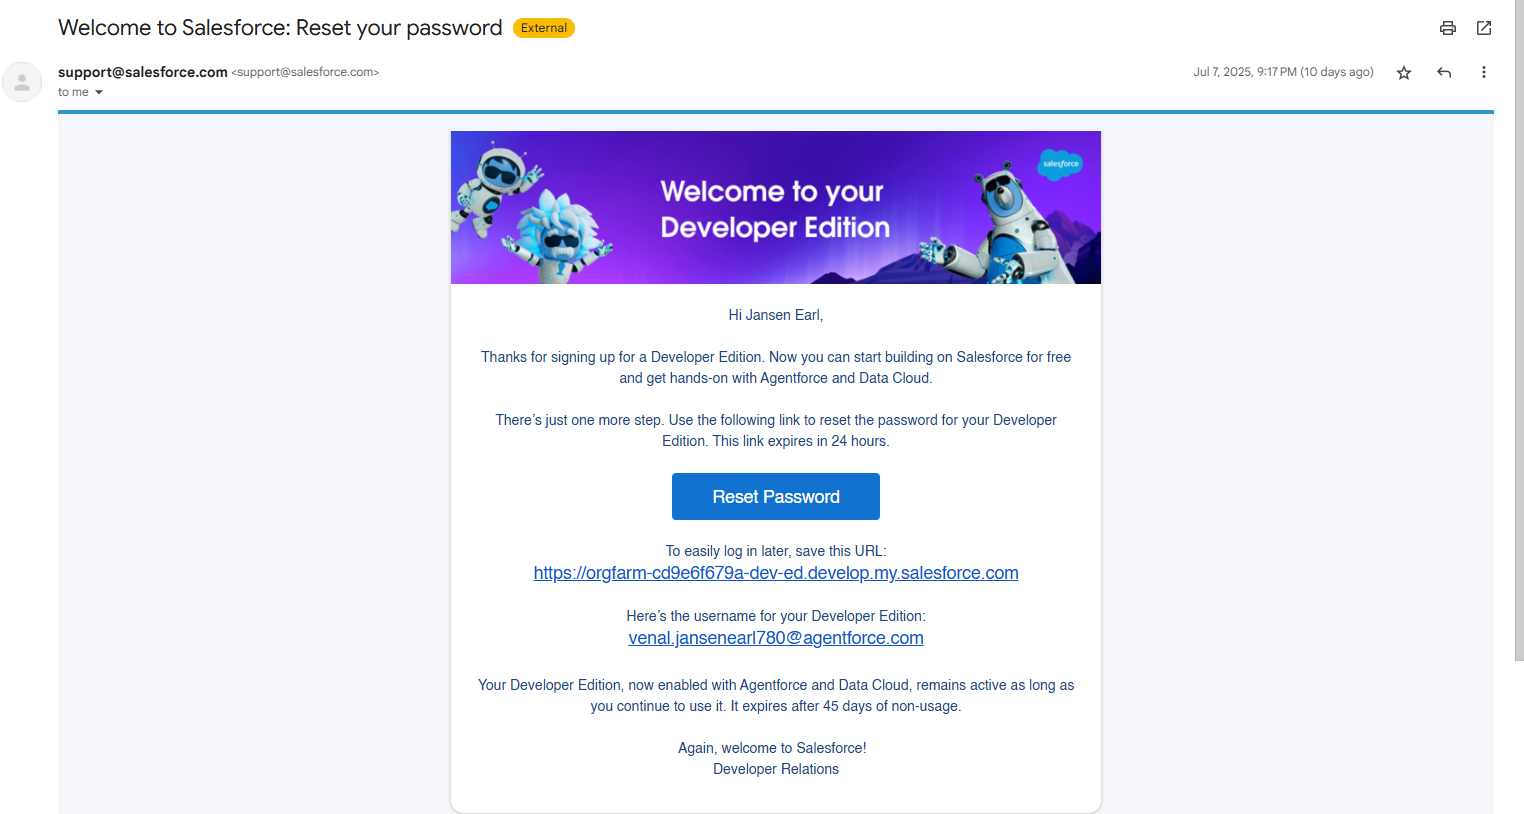 Welcome to Salesforce: Reset your password External
support@salesforce.com <support@salesforce.com>
Jul 7, 2025, 9:17 PM (10 days ago)
to me
salesforce
Welcome to your
Developer Edition
Hi Jansen Earl,
Thanks for signing up for a Developer Edition. Now you can start building on Salesforce for free
and get hands-on with Agentforce and Data Cloud.
There’s just one more step. Use the following link to reset the password for your Developer
Edition. This link expires in 24 hours.
Reset Password
To easily log in later, save this URL:
https://orgfarm-cd9e6f679a-dev-ed.develop.my.salesforce.com
Here’s the username for your Developer Edition:
venal.jansenearl780@agentforce.com
Your Developer Edition, now enabled with Agentforce and Data Cloud, remains active as long as
you continue to use it. It expires after 45 days of non-usage.
Again, welcome to Salesforce!
Developer Relations